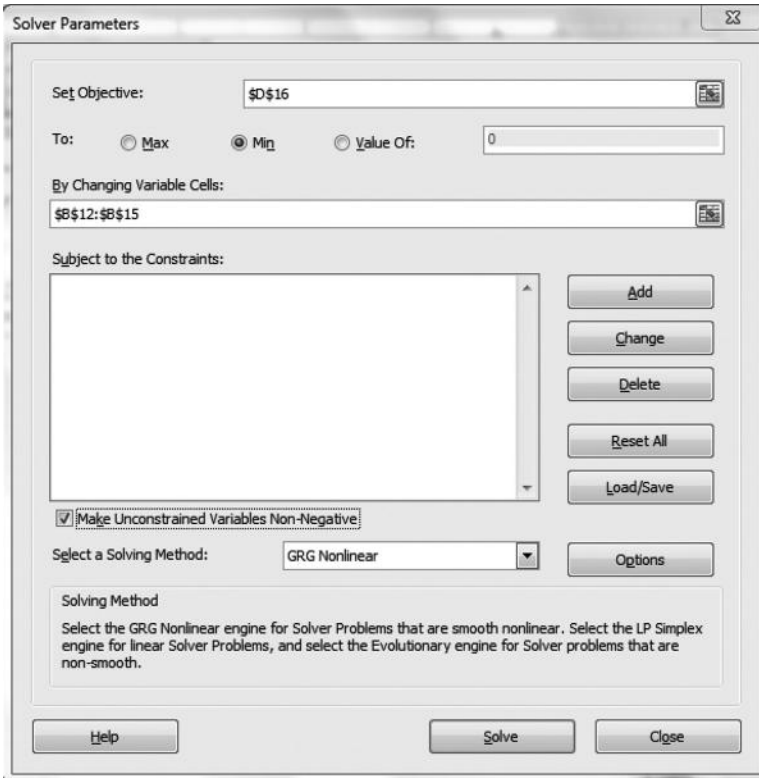 Solver Parameters
Set Objective: $D$16
To: Max Min Value Of: 0
By Changing Variable Cells:
$B$12:$B$15
Subject to the Constraints:
Add
Change
Delete
Reset All
Load/Save
Make Unconstrained Variables Non-Negative
Select a Solving Method: GRG Nonlinear Options
Solving Method
Select the GRG Nonlinear engine for Solver Problems that are smooth nonlinear. Select the LP Simplex
engine for linear Solver Problems, and select the Evolutionary engine for Solver problems that are
non-smooth.
Help Solve Close